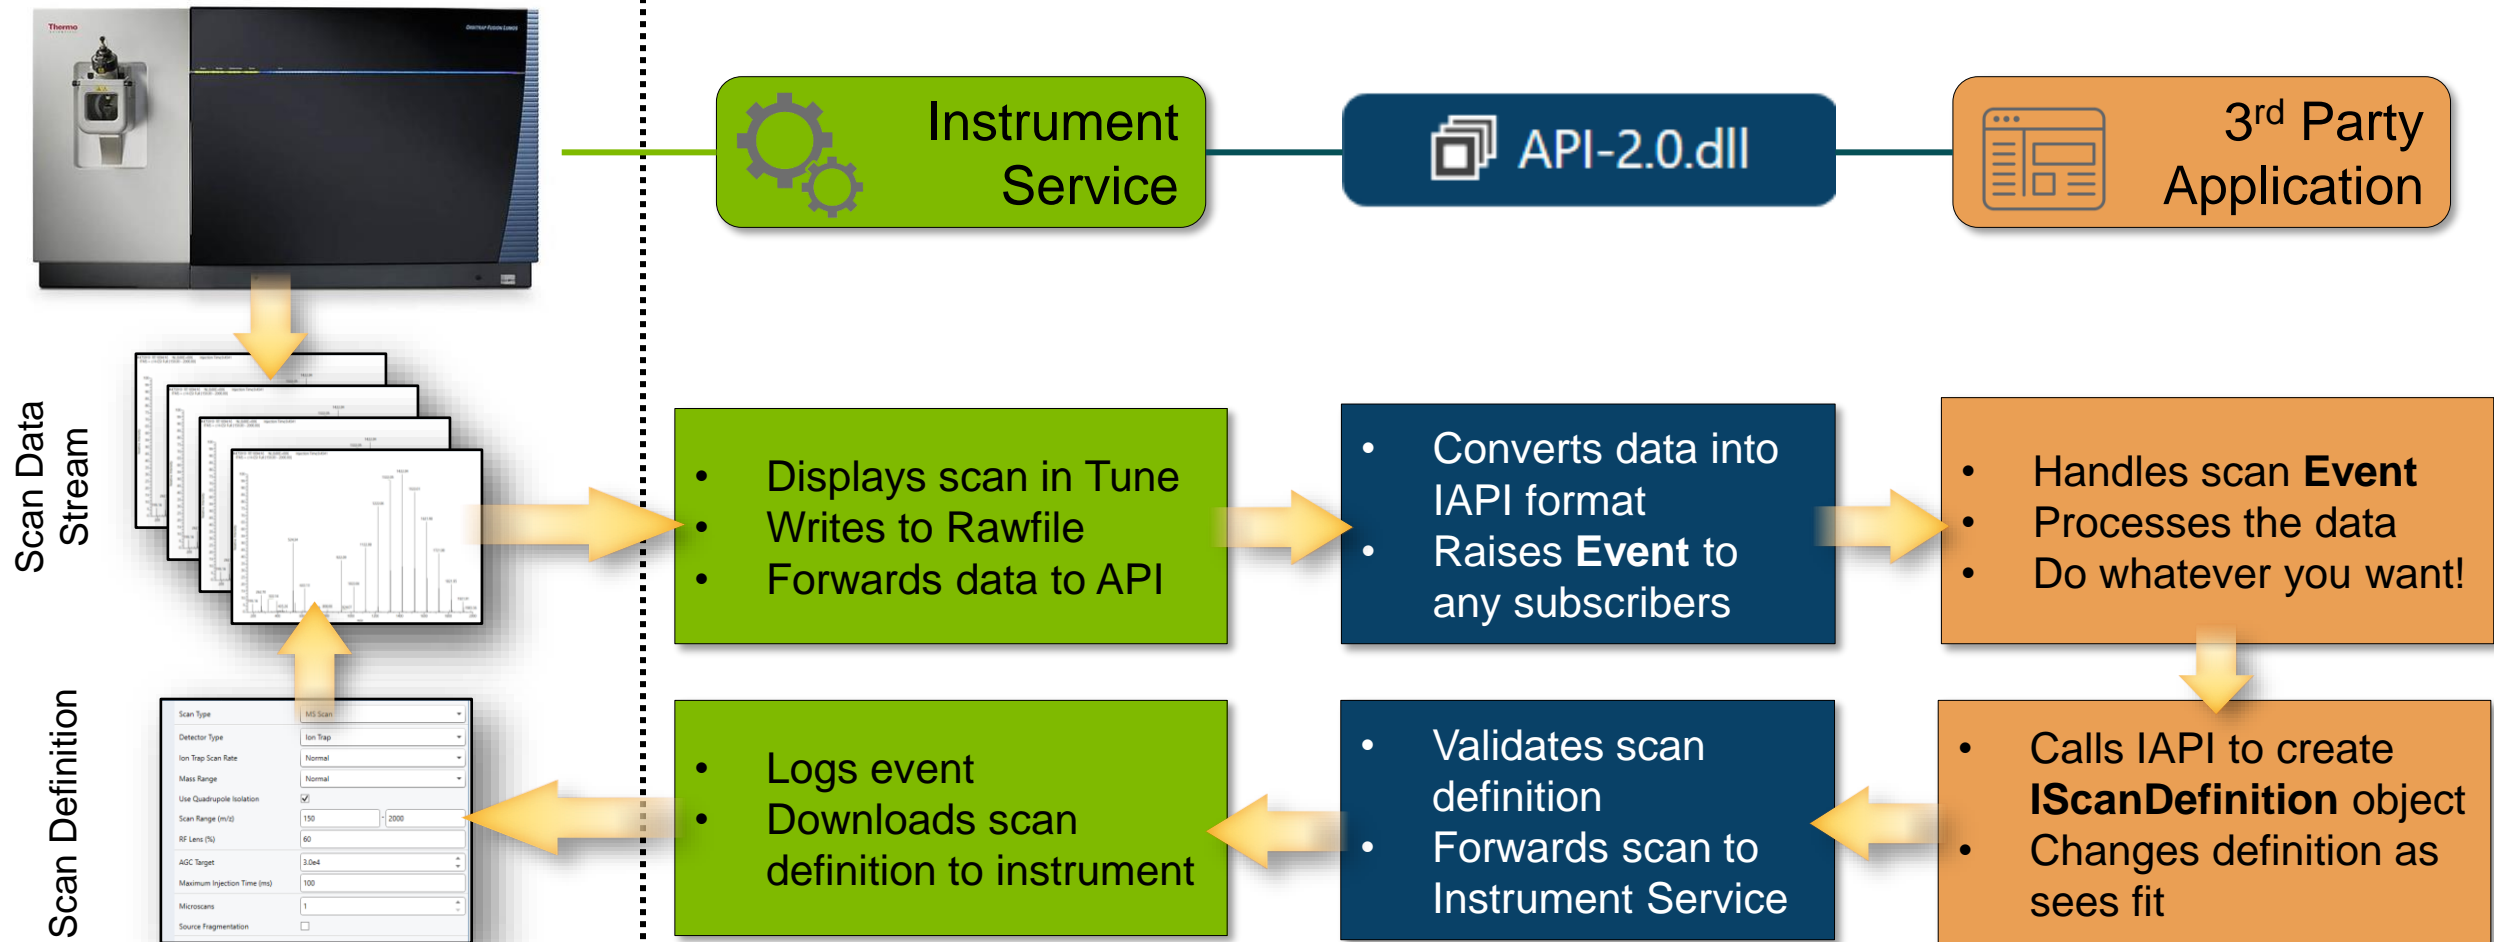 Thermo
SCIENTIFIC
ORBITRAP FUSION LUMOS
Instrument
Service
API-2.0.dll
3rd Party
Application
Scan Data
Stream
• Displays scan in Tune
• Writes to Rawfile
• Forwards data to API
• Converts data into
IAPI format
• Raises Event to
any subscribers
• Handles scan Event
• Processes the data
• Do whatever you want!
Scan Definition
Scan Type MS Scan
Detector Type Ion Trap
Ion Trap Scan Rate Normal
Mass Range Normal
Use Quadrupole Isolation
Scan Range (m/z) 150 - 2000
RF Lens (%) 60
AGC Target 3.0e4
Maximum Injection Time (ms) 100
Microscans 1
Source Fragmentation
• Logs event
• Downloads scan
definition to instrument
• Validates scan
definition
• Forwards scan to
Instrument Service
• Calls IAPI to create
IScanDefinition object
• Changes definition as
sees fit